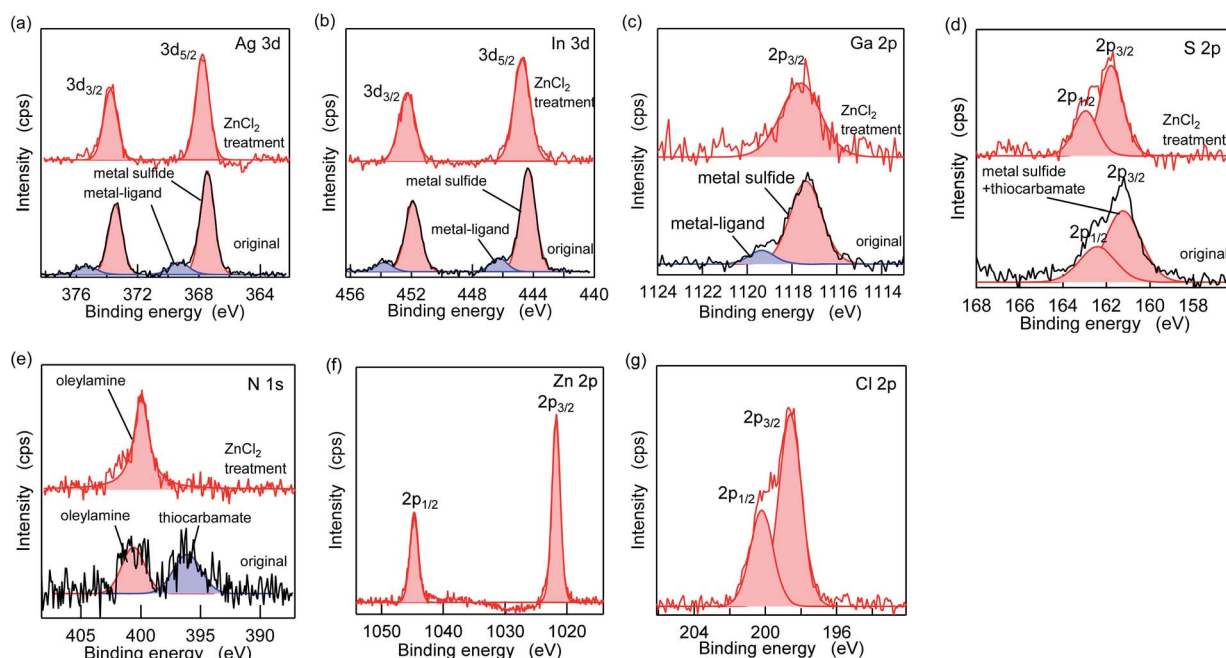 (a)
Ag 3d
3d5/2
3d3/2
ZnCl2
treatment
metal sulfide
metal-ligand
original
Intensity (cps)
376 372 368 364
Binding energy (eV)
(b)
In 3d
3d5/2
3d3/2
ZnCl2
treatment
metal sulfide
metal-ligand
original
Intensity (cps)
456 452 448 444 440
Binding energy (eV)
(c)
Ga 2p
2p3/2
ZnCl2
treatment
metal sulfide
metal-ligand
original
Intensity (cps)
1124 1122 1120 1118 1116 1114
Binding energy (eV)
(d)
S 2p
2p3/2
2p1/2
ZnCl2
treatment
metal sulfide
+thiocarbamate
2p3/2
2p1/2
original
Intensity (cps)
168 166 164 162 160 158
Binding energy (eV)
(e)
N 1s
oleylamine
ZnCl2
treatment
oleylamine
thiocarbamate
original
Intensity (cps)
405 400 395 390
Binding energy (eV)
(f)
Zn 2p
2p3/2
2p1/2
Intensity (cps)
1050 1040 1030 1020
Binding energy (eV)
(g)
Cl 2p
2p3/2
2p1/2
Intensity (cps)
204 200 196
Binding energy (eV)